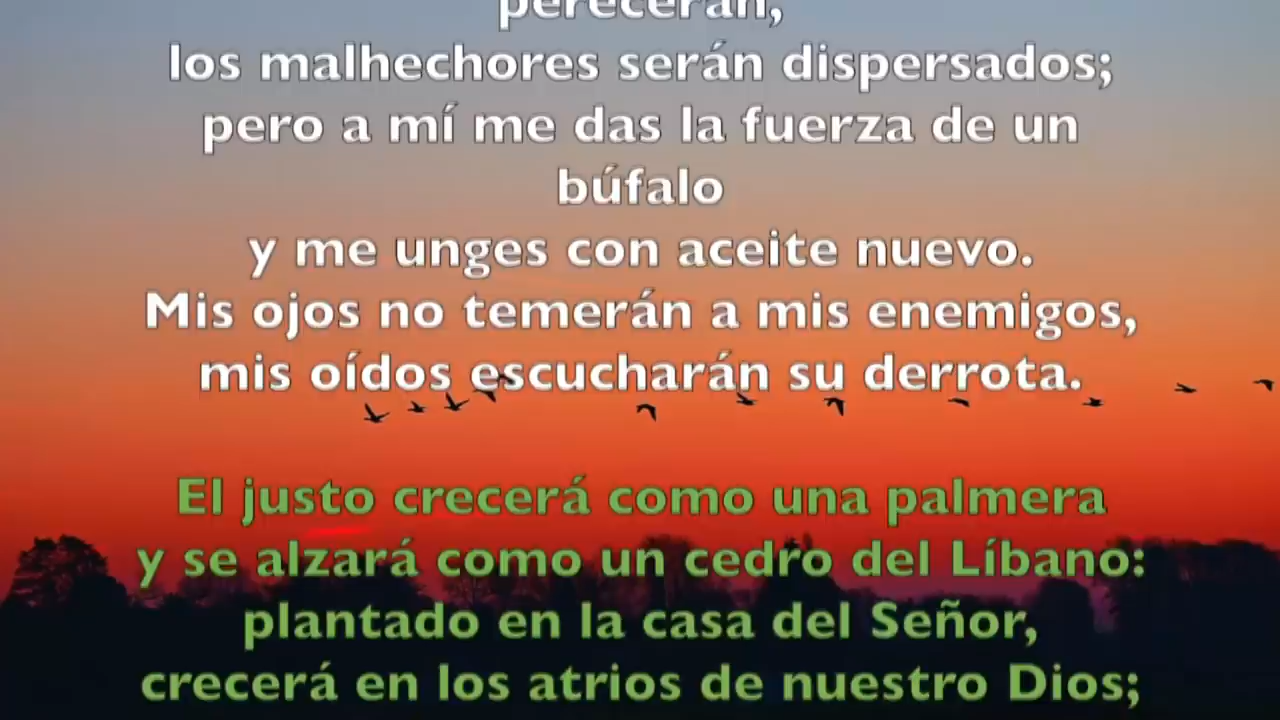 perecerán,
los malhechores serán dispersados;
pero a mí me das la fuerza de un
búfalo
y me unges con aceite nuevo.
Mis ojos no temerán a mis enemigos,
mis oídos escucharán su derrota.
El justo crecerá como una palmera
y se alzará como un cedro del Líbano:
plantado en la casa del Señor,
crecerá en los atrios de nuestro Dios;